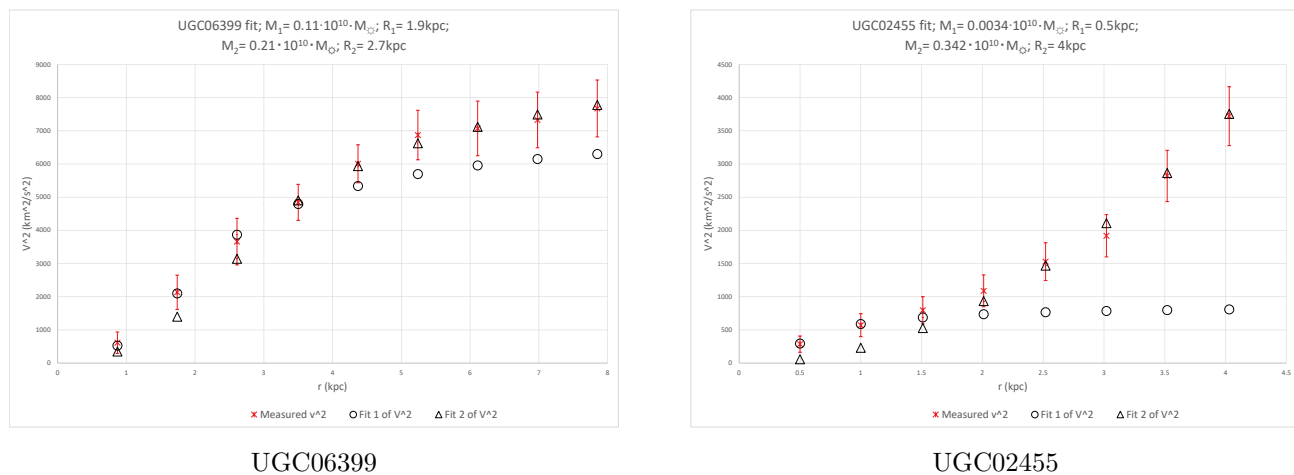 UGC06399 fit; M₁= 0.11·10¹⁰·M☼; R₁= 1.9kpc;
M₂= 0.21·10¹⁰·M☼; R₂= 2.7kpc
9000
8000
7000
6000
5000
4000
3000
2000
1000
0
V^2 (km^2/s^2)
0 1 2 3 4 5 6 7 8
r (kpc)
Measured v^2 Fit 1 of V^2 Fit 2 of V^2
UGC06399
UGC02455 fit; M₁= 0.0034·10¹⁰·M☼; R₁= 0.5kpc;
M₂= 0.342·10¹⁰·M☼; R₂= 4kpc
4500
4000
3500
3000
2500
2000
1500
1000
500
0
V^2 (km^2/s^2)
0 0.5 1 1.5 2 2.5 3 3.5 4 4.5
r (kpc)
Measured v^2 Fit 1 of V^2 Fit 2 of V^2
UGC02455